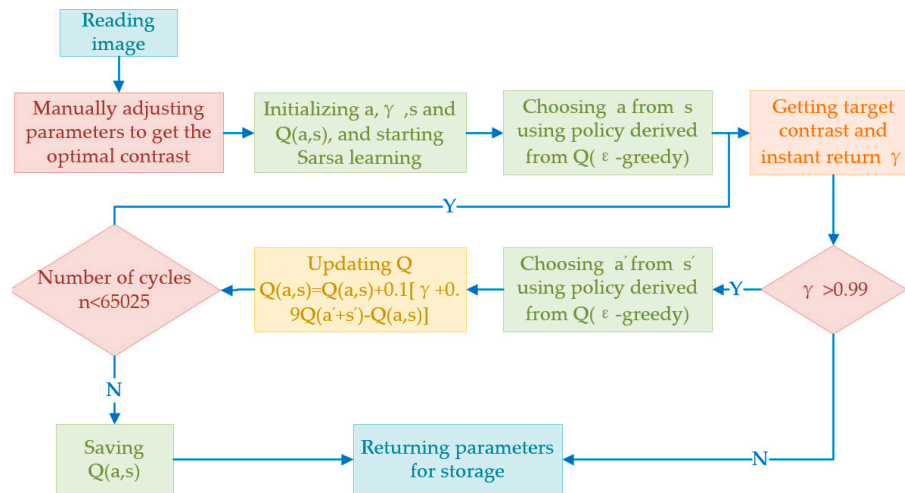 Reading
image
Manually adjusting
parameters to get the
optimal contrast
Initializing a, γ ,s and
Q(a,s), and starting
Sarsa learning
Choosing a from s
using policy derived
from Q( ε -greedy)
Getting target
contrast and
instant return γ
Y
Number of cycles
n<65025
Updating Q
Q(a,s)=Q(a,s)+0.1[ γ +0.
9Q(a′+s′)-Q(a,s)]
Choosing a′ from s′
using policy derived
from Q( ε -greedy)
Y
γ >0.99
N
Saving
Q(a,s)
Returning parameters
for storage
N